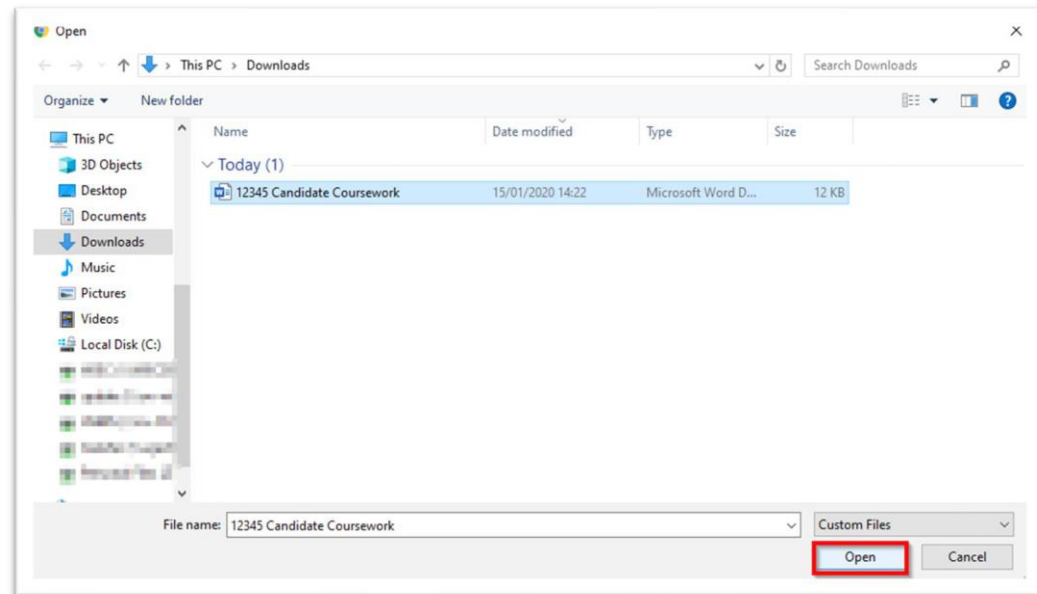 Open
This PC > Downloads
Search Downloads
Organize
New folder
Name
Date modified
Type
Size
This PC
3D Objects
Desktop
Documents
Downloads
Music
Pictures
Videos
Local Disk (C:)
Today (1)
12345 Candidate Coursework 15/01/2020 14:22 Microsoft Word D... 12 KB
File name: 12345 Candidate Coursework
Custom Files
Open
Cancel